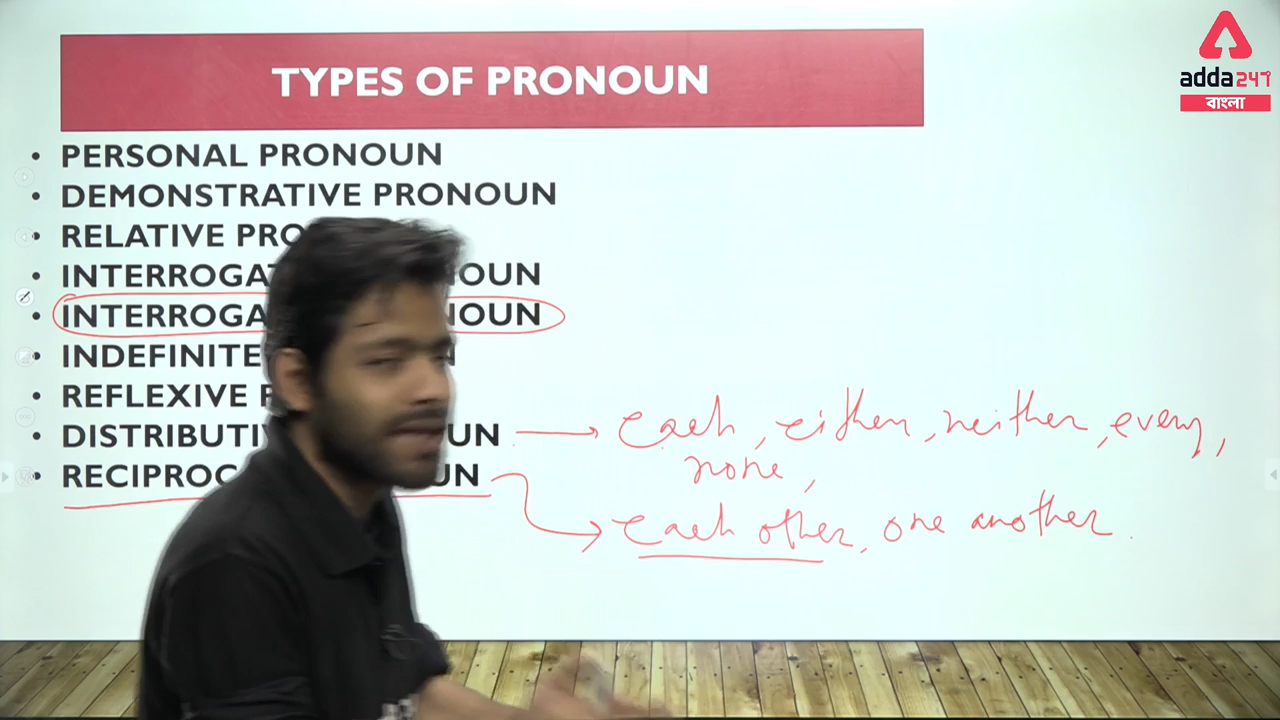 TYPES OF PRONOUN
adda247
বাংলা
• PERSONAL PRONOUN
• DEMONSTRATIVE PRONOUN
• RELATIVE PRO
• INTERROGAT NOUN
• INTERROGA NOUN
• INDEFINITE N
• REFLEXIVE P
• DISTRIBUTI UN → each, either, neither, every,
none,
• RECIPROC UN → each other, one another.